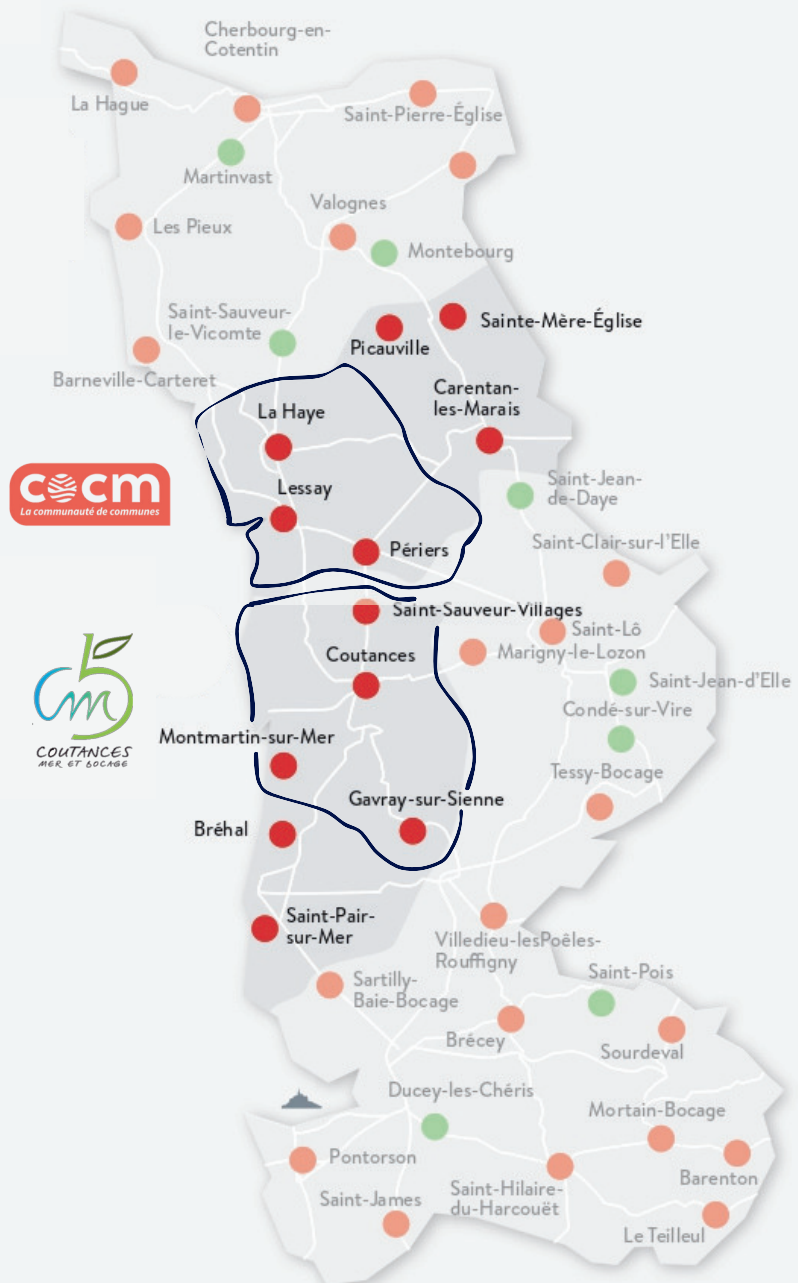 Cherbourg-en-
Cotentin
La Hague
Saint-Pierre-Église
Martinvast
Valognes
Les Pieux
Montebourg
Saint-Sauveur-
le-Vicomte
Sainte-Mère-Église
Picauville
Barneville-Carteret
Carentan-
les-Marais
La Haye
cocm
La communauté de communes
Lessay
Saint-Jean-
de-Daye
Saint-Clair-sur-l'Elle
Périers
Saint-Sauveur-Villages
Saint-Lô
Marigny-le-Lozon
Coutances
Saint-Jean-d'Elle
Condé-sur-Vire
Cm
COUTANCES
MER ET BOCAGE
Montmartin-sur-Mer
Tessy-Bocage
Gavray-sur-Sienne
Bréhal
Saint-Pair-
sur-Mer
Villedieu-lesPoêles-
Rouffigny
Saint-Pois
Sartilly-
Baie-Bocage
Brécey
Sourdeval
Ducey-les-Chéris
Mortain-Bocage
Pontorson
Barenton
Saint-James
Saint-Hilaire-
du-Harcouët
Le Teilleul